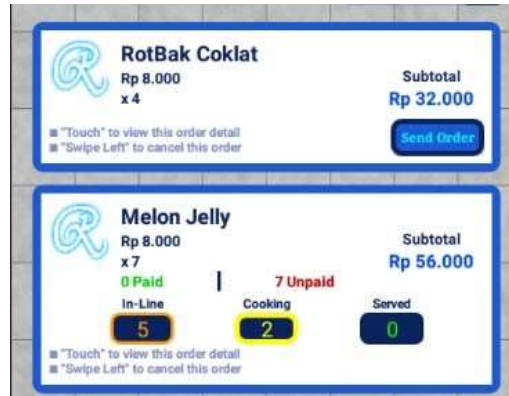 RotBak Coklat
Rp 8.000
x 4
Subtotal
Rp 32.000
"Touch" to view this order detail
"Swipe Left" to cancel this order
Send Order
Melon Jelly
Rp 8.000
x 7
Subtotal
Rp 56.000
0 Paid | 7 Unpaid
In-Line Cooking Served
5 2 0
"Touch" to view this order detail
"Swipe Left" to cancel this order